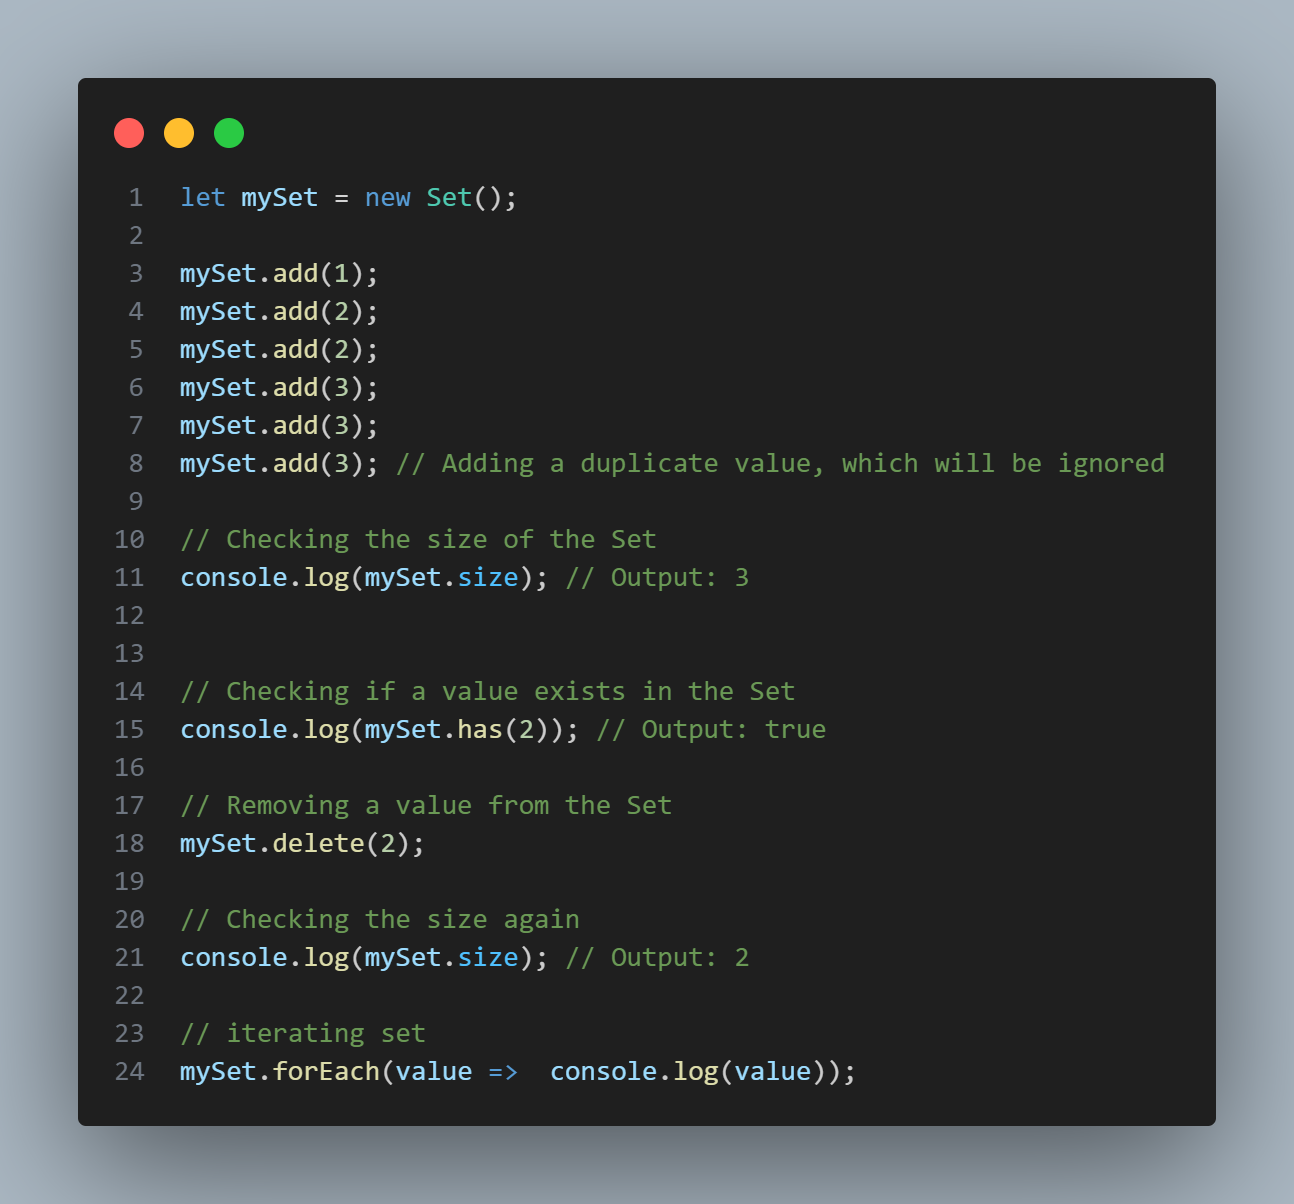 1 let mySet = new Set();
2
3 mySet.add(1);
4 mySet.add(2);
5 mySet.add(2);
6 mySet.add(3);
7 mySet.add(3);
8 mySet.add(3); // Adding a duplicate value, which will be ignored
9
10 // Checking the size of the Set
11 console.log(mySet.size); // Output: 3
12
13
14 // Checking if a value exists in the Set
15 console.log(mySet.has(2)); // Output: true
16
17 // Removing a value from the Set
18 mySet.delete(2);
19
20 // Checking the size again
21 console.log(mySet.size); // Output: 2
22
23 // iterating set
24 mySet.forEach(value =>  console.log(value));